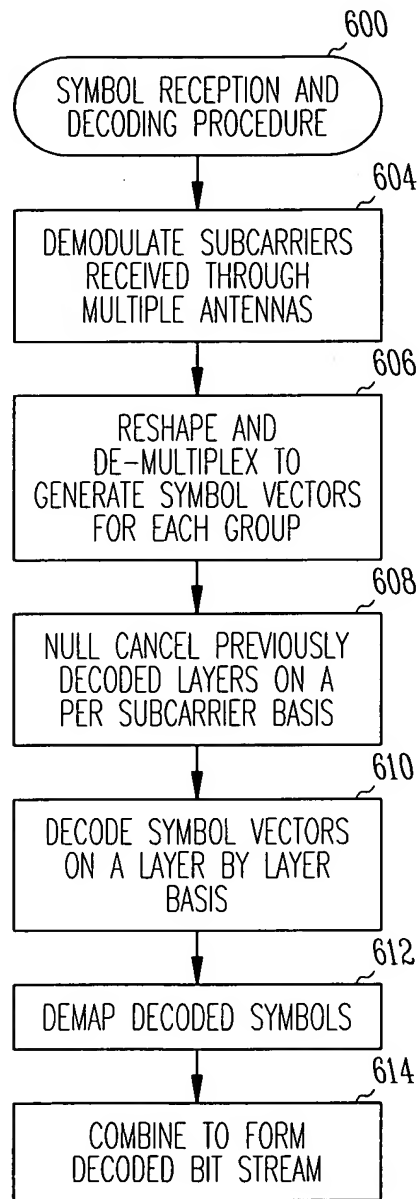 600
SYMBOL RECEPTION AND
DECODING PROCEDURE
604
DEMODULATE SUBCARRIERS
RECEIVED THROUGH
MULTIPLE ANTENNAS
606
RESHAPE AND
DE-MULTIPLEX TO
GENERATE SYMBOL VECTORS
FOR EACH GROUP
608
NULL CANCEL PREVIOUSLY
DECODED LAYERS ON A
PER SUBCARRIER BASIS
610
DECODE SYMBOL VECTORS
ON A LAYER BY LAYER
BASIS
612
DEMAP DECODED SYMBOLS
614
COMBINE TO FORM
DECODED BIT STREAM